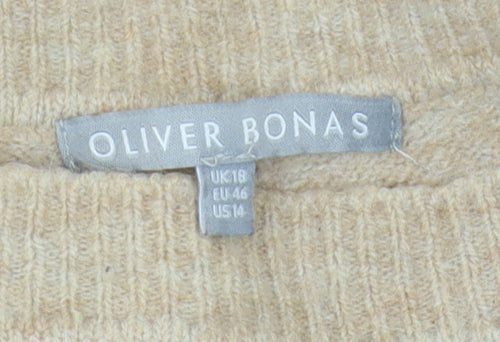 OLIVER BONAS
UK18
EU 46
US14